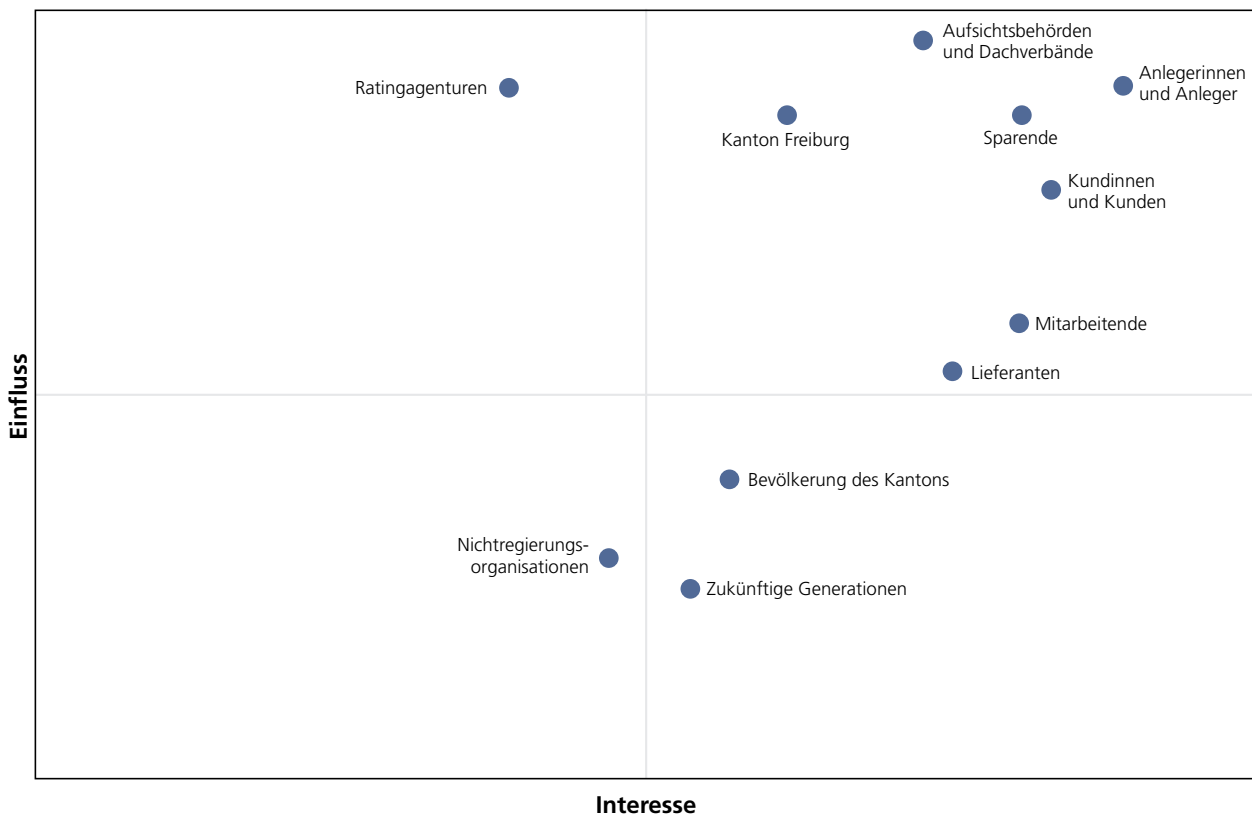 Aufsichtsbehörden
und Dachverbände
Anlegerinnen
und Anleger
Ratingagenturen
Kanton Freiburg
Sparende
Kundinnen
und Kunden
Mitarbeitende
Lieferanten
Einfluss
Bevölkerung des Kantons
Nichtregierungs-
organisationen
Zukünftige Generationen
Interesse